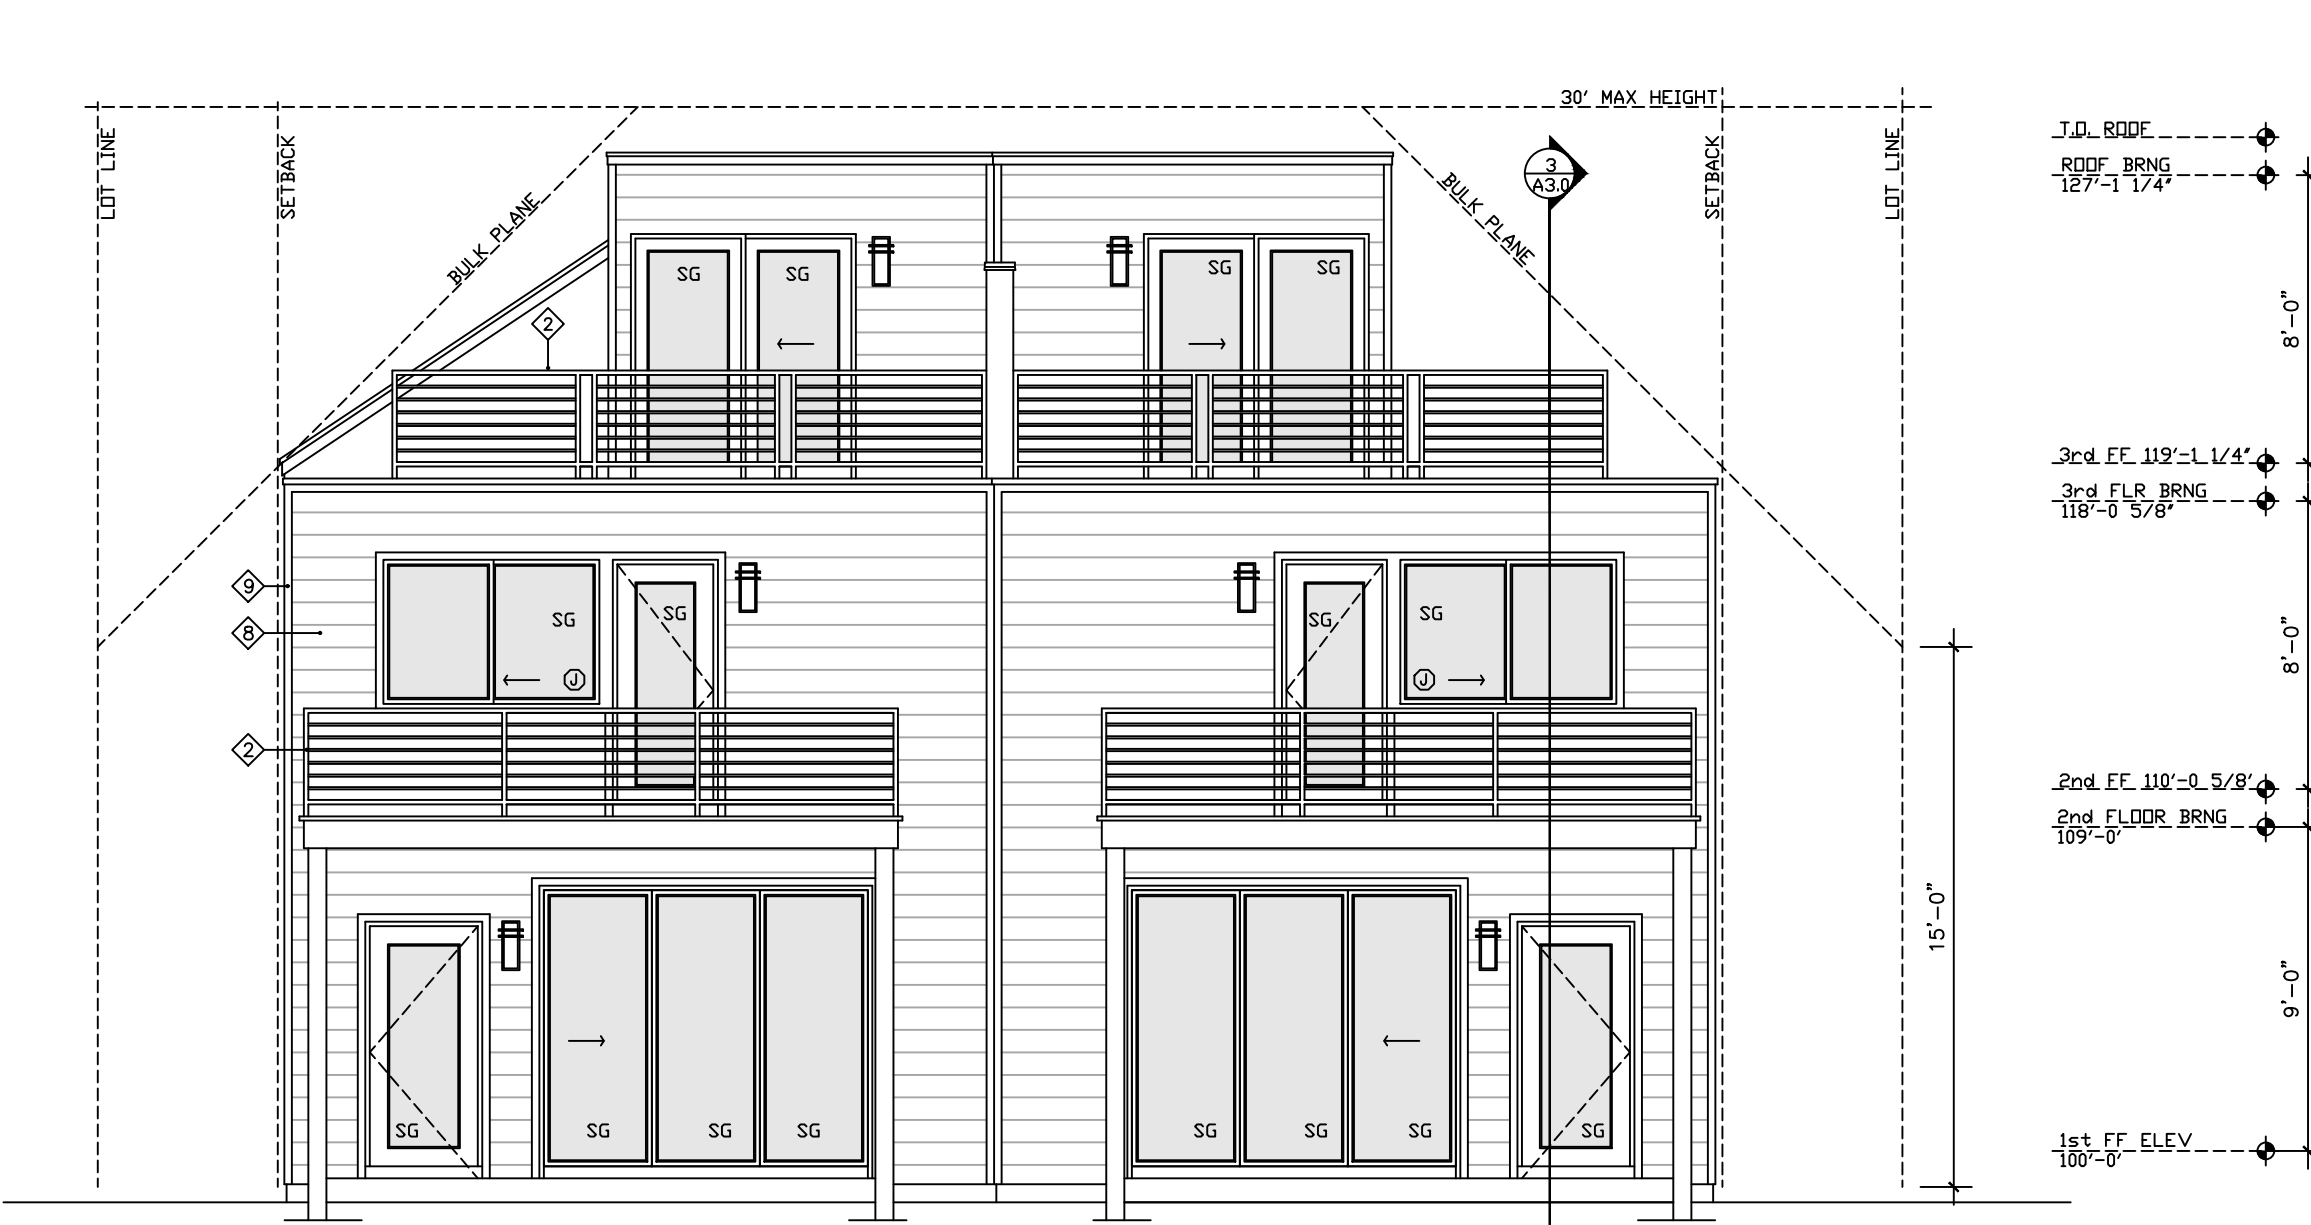 30' MAX HEIGHT
LOT LINE
SETBACK
BULK PLANE
BULK PLANE
3
A3.0
SETBACK
LOT LINE
T.O. ROOF
ROOF BRNG
127'-1 1/4"
8'-0"
SG
SG
SG
SG
2
3rd FF 119'-1 1/4"
3rd FLR BRNG
118'-0 5/8"
9
8
SG
SG
J
SG
SG
J
8'-0"
2
2nd FF 110'-0 5/8'
2nd FLOOR BRNG
109'-0'
15'-0"
9'-0"
SG
SG
SG
SG
SG
SG
SG
SG
1st FF ELEV
100'-0'